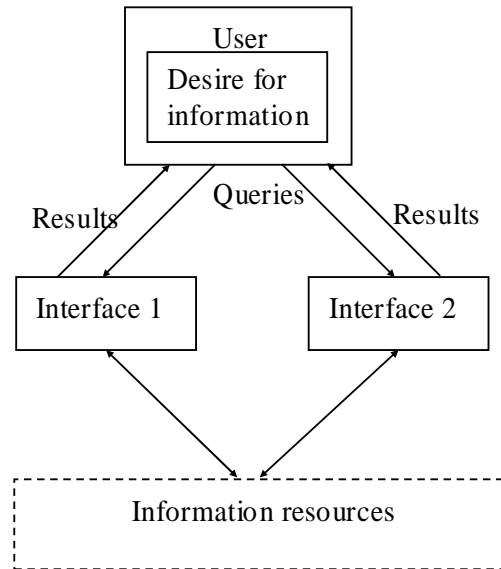 User
Desire for
information
Queries
Results
Results
Interface 1
Interface 2
Information resources